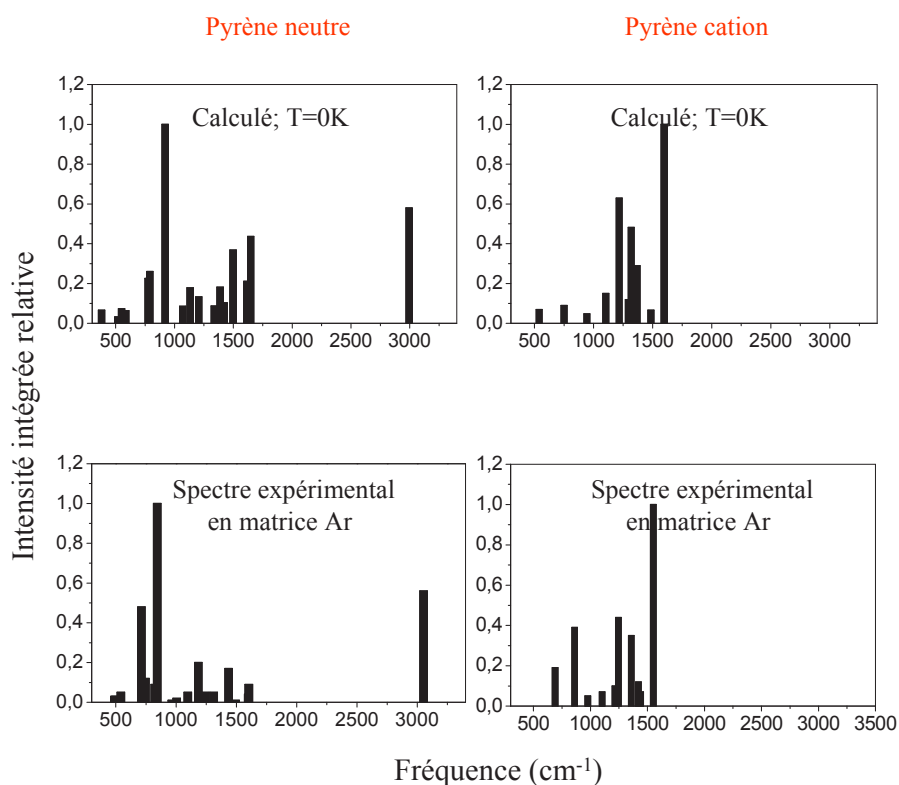 Pyrène neutre
Pyrène cation
Intensité intégrée relative
1,2
1,0
0,8
0,6
0,4
0,2
0,0
Calculé; T=0K
500 1000 1500 2000 2500 3000
1,2
1,0
0,8
0,6
0,4
0,2
0,0
Calculé; T=0K
500 1000 1500 2000 2500 3000
1,2
1,0
0,8
0,6
0,4
0,2
0,0
Spectre expérimental
en matrice Ar
500 1000 1500 2000 2500 3000
1,2
1,0
0,8
0,6
0,4
0,2
0,0
Spectre expérimental
en matrice Ar
500 1000 1500 2000 2500 3000 3500
Fréquence (cm-1)